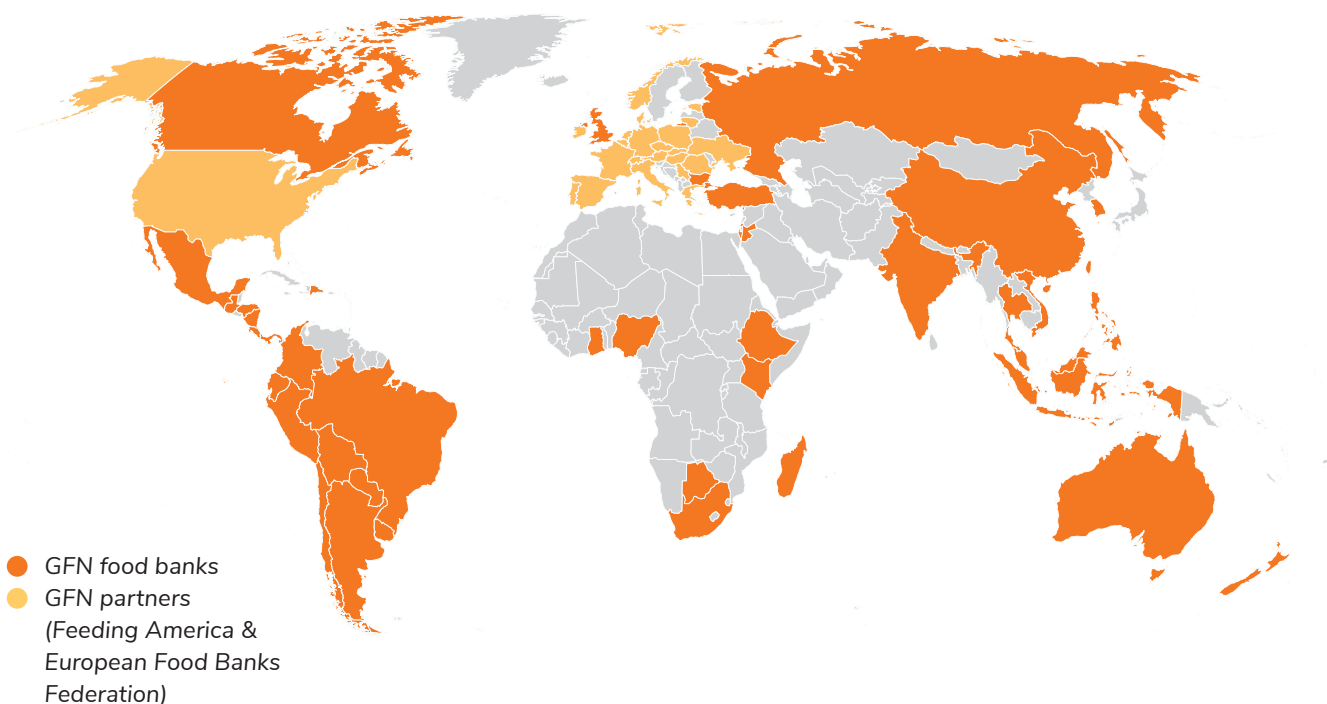 GFN food banks
GFN partners
(Feeding America &
European Food Banks
Federation)